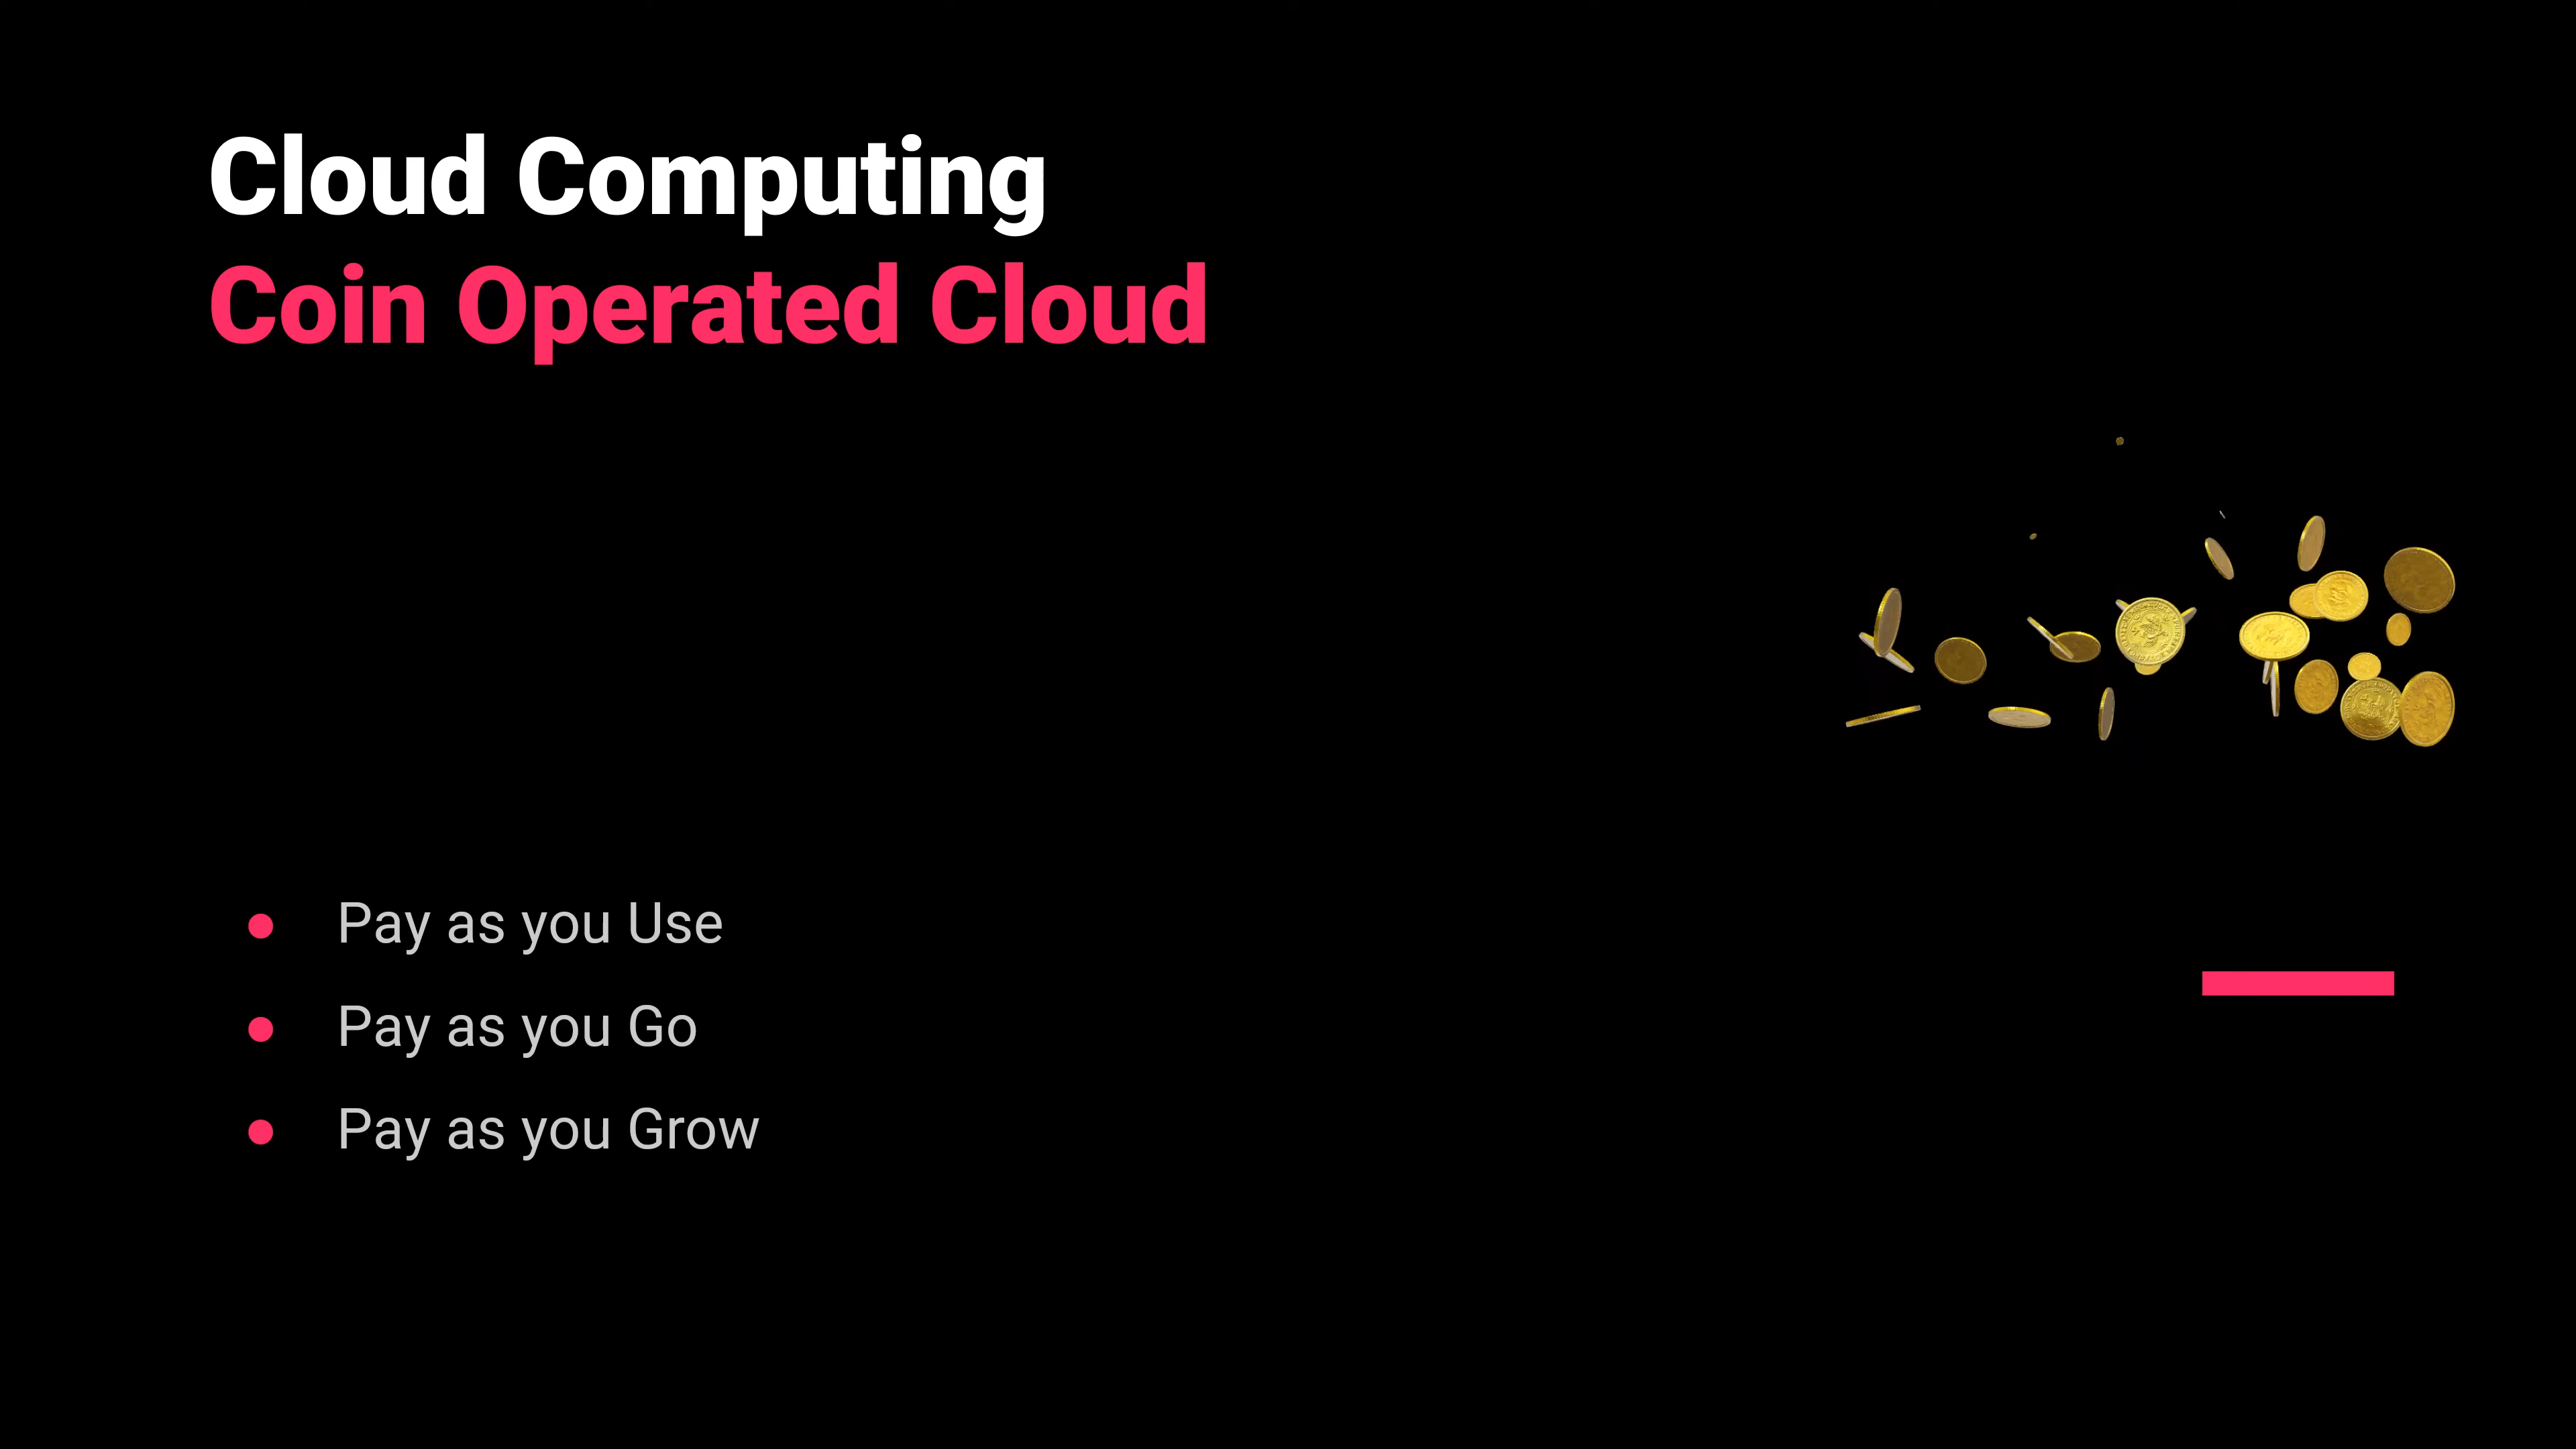 Cloud Computing
Coin Operated Cloud
● Pay as you Use
● Pay as you Go
● Pay as you Grow